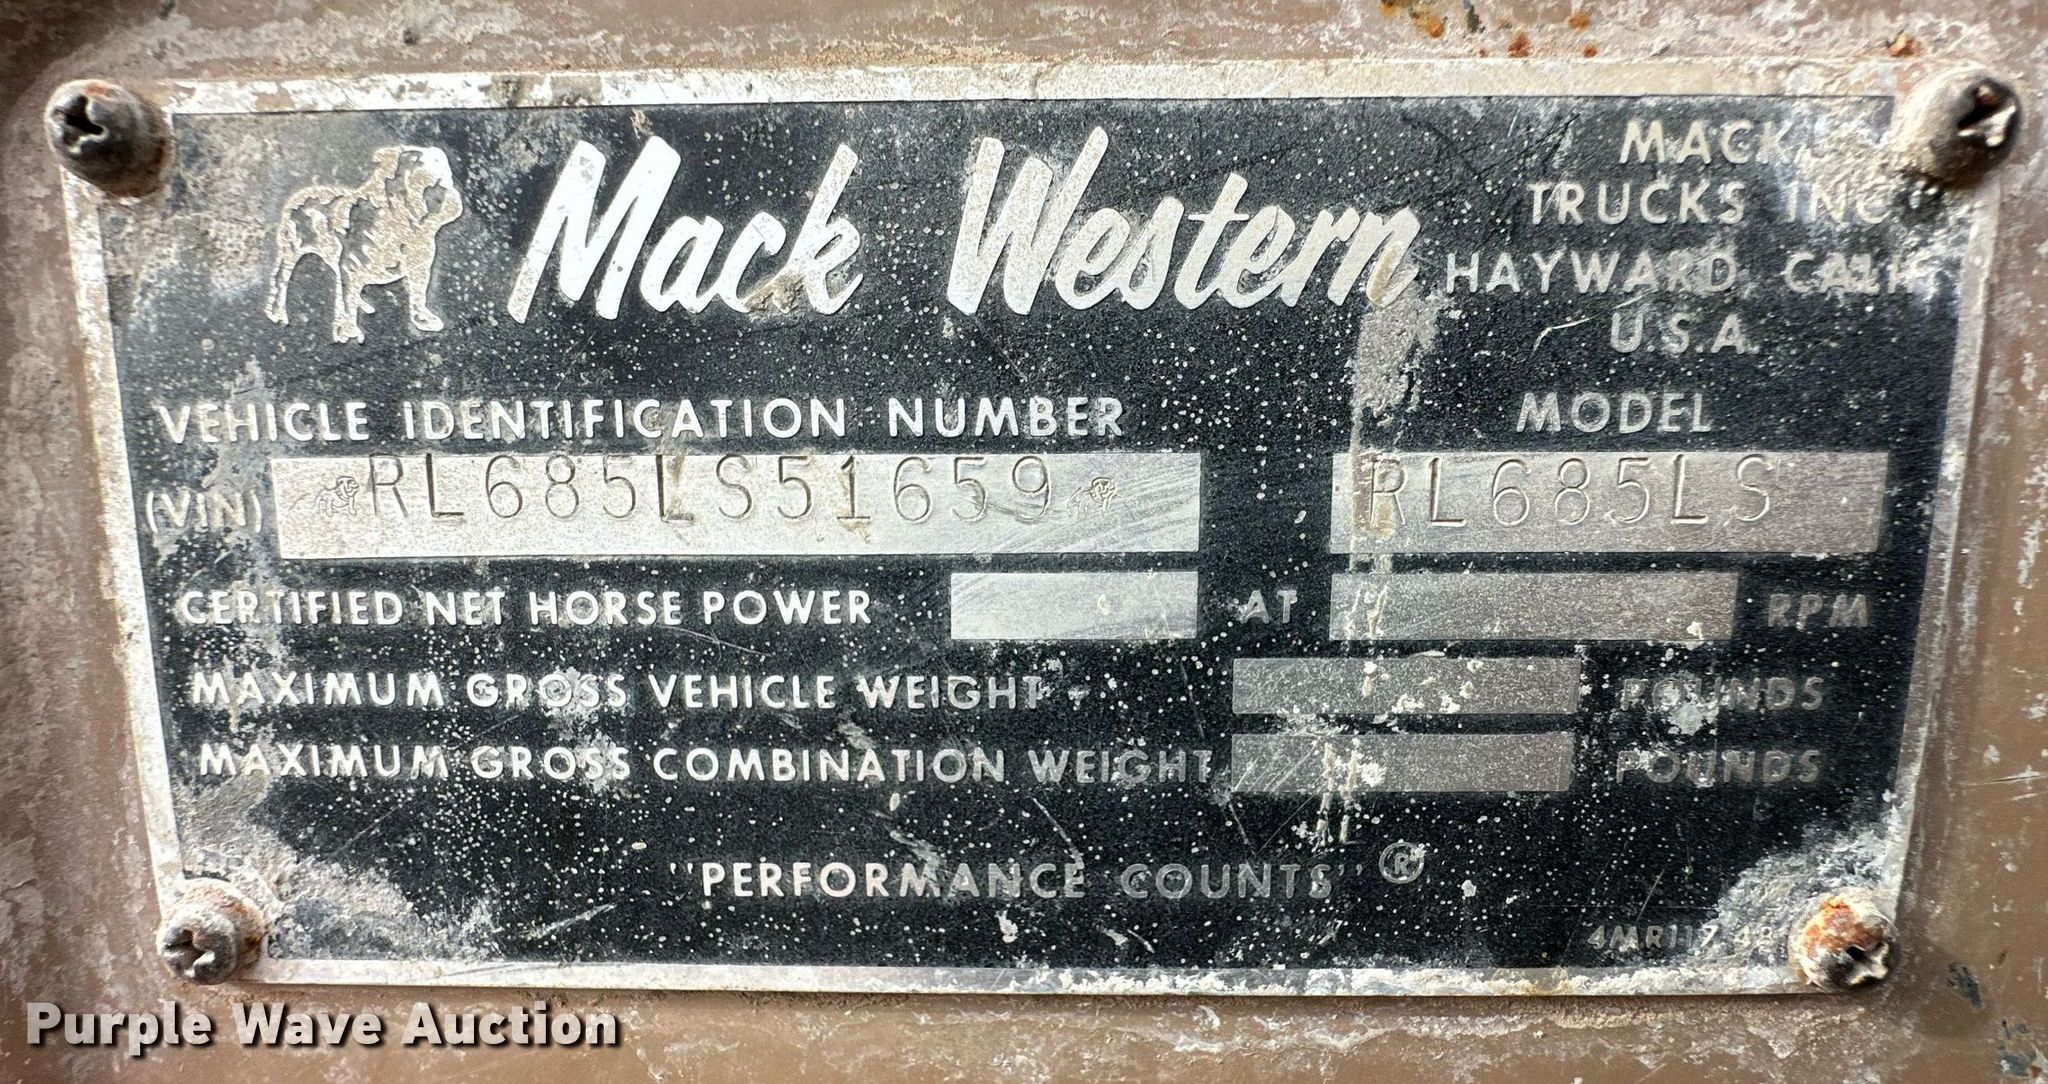 Mack Western
MACK
TRUCKS INC
HAYWARD, CALIF
U.S.A.
VEHICLE IDENTIFICATION NUMBER
MODEL
(VIN) RL685LS51659
RL685LS
CERTIFIED NET HORSE POWER AT RPM
MAXIMUM GROSS VEHICLE WEIGHT - POUNDS
MAXIMUM GROSS COMBINATION WEIGHT POUNDS
"PERFORMANCE COUNTS" ®
4MR117
Purple Wave Auction